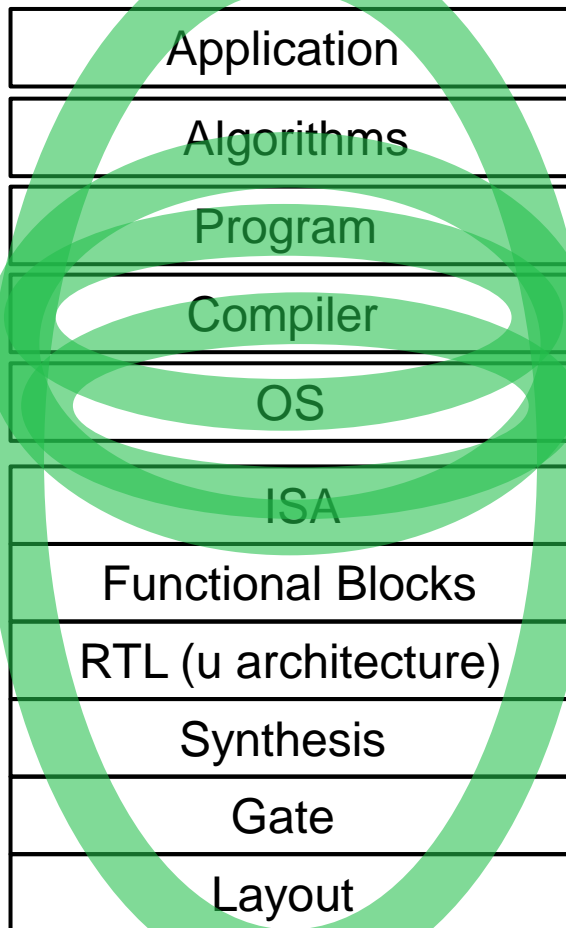 Application
Algorithms
Program
Compiler
OS
ISA
Functional Blocks
RTL (u architecture)
Synthesis
Gate
Layout